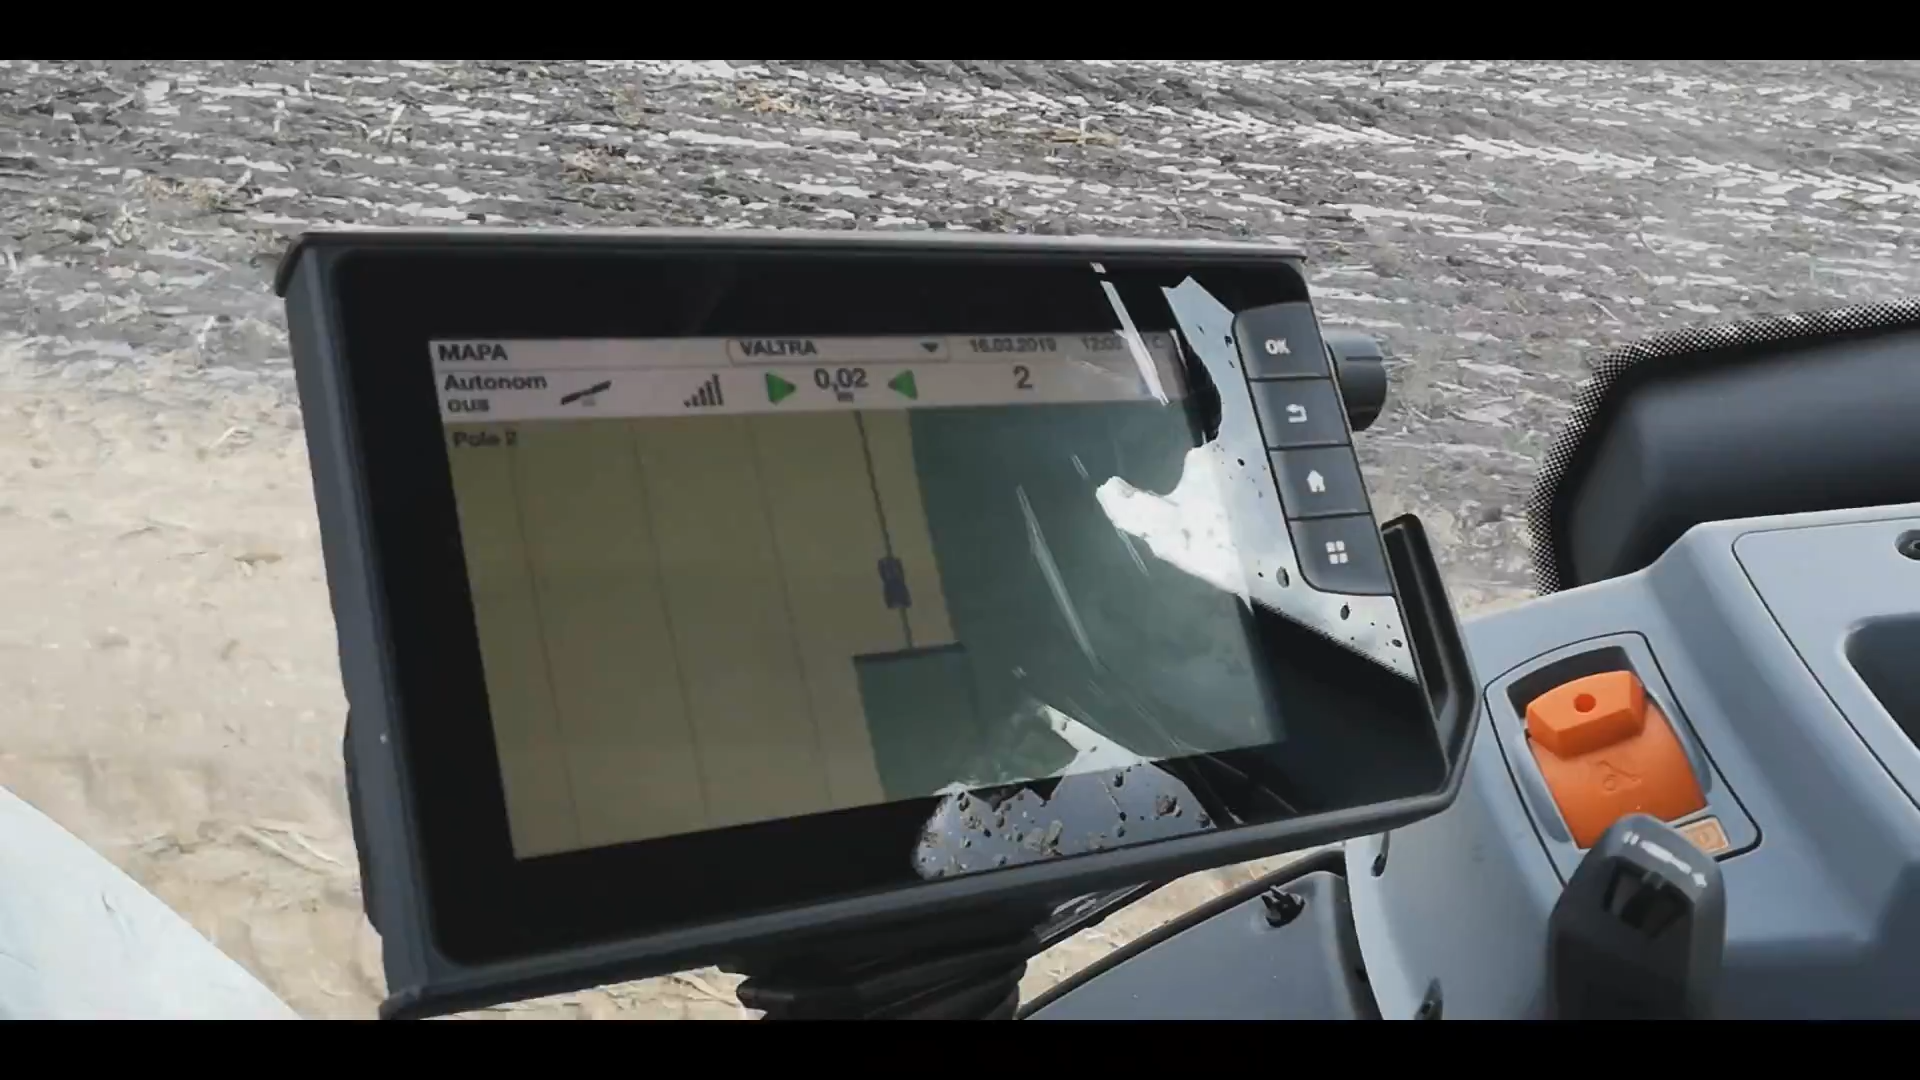 MAPA VALTRA 16.03.2019
Autonom
ous
0,02
m
2
Pole 2
OK